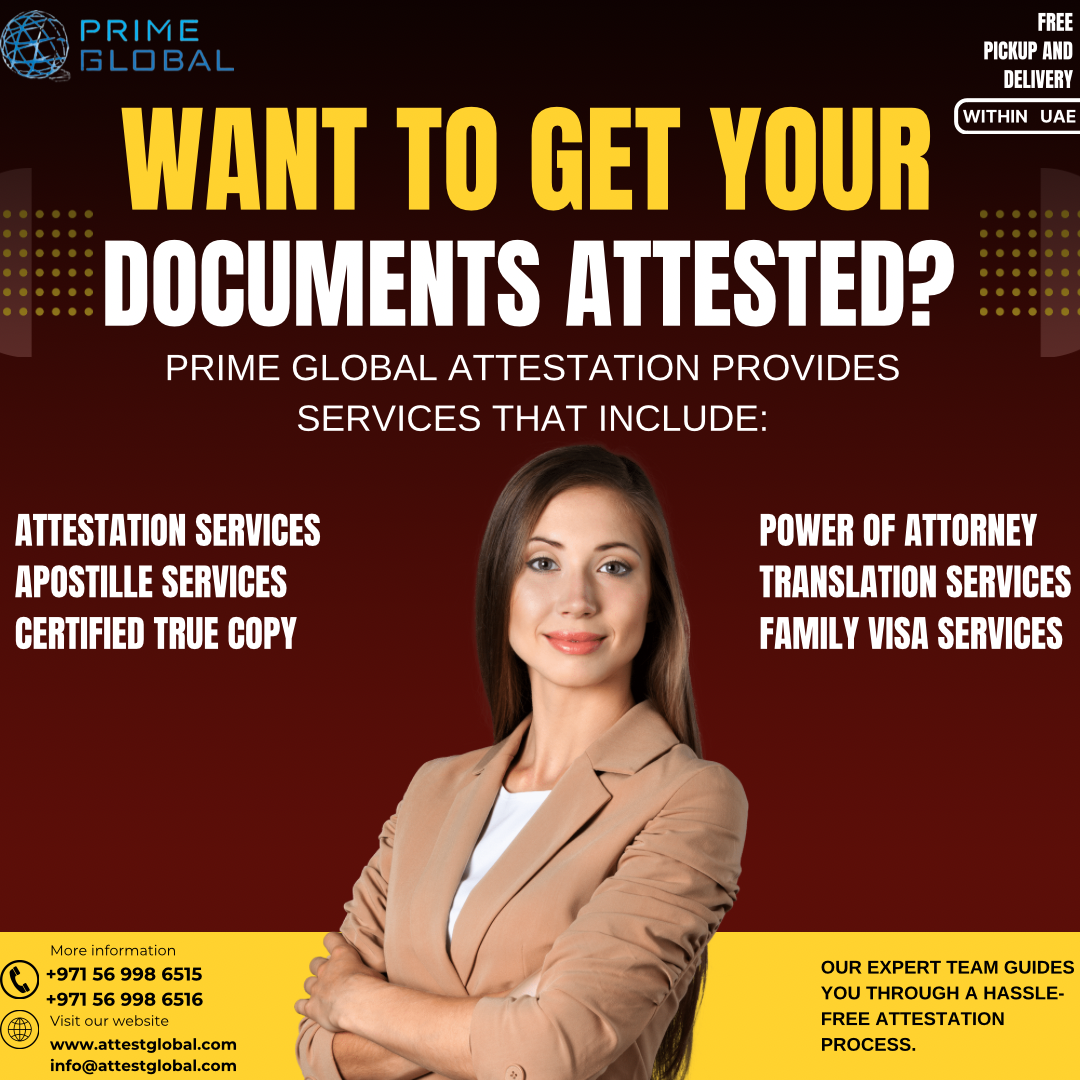 PRIME
GLOBAL
FREE
PICKUP AND
DELIVERY
WITHIN UAE
WANT TO GET YOUR
DOCUMENTS ATTESTED?
PRIME GLOBAL ATTESTATION PROVIDES
SERVICES THAT INCLUDE:
ATTESTATION SERVICES
APOSTILLE SERVICES
CERTIFIED TRUE COPY
POWER OF ATTORNEY
TRANSLATION SERVICES
FAMILY VISA SERVICES
More information
+971 56 998 6515
+971 56 998 6516
Visit our website
www.attestglobal.com
info@attestglobal.com
OUR EXPERT TEAM GUIDES
YOU THROUGH A HASSLE-
FREE ATTESTATION
PROCESS.